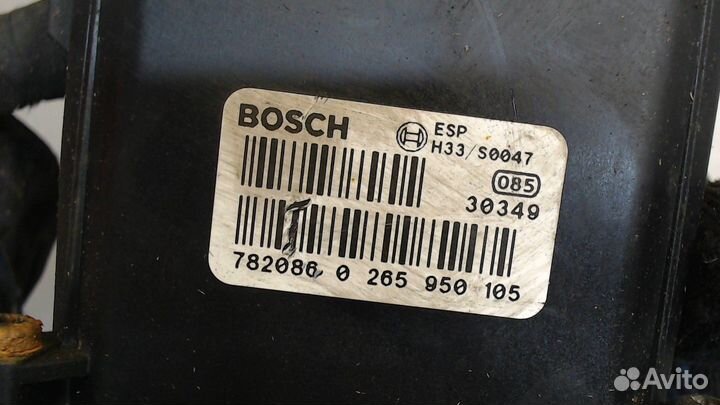 BOSCH
ESP
H33/S0047
085
30349
782086 0 265 950 105
Avito